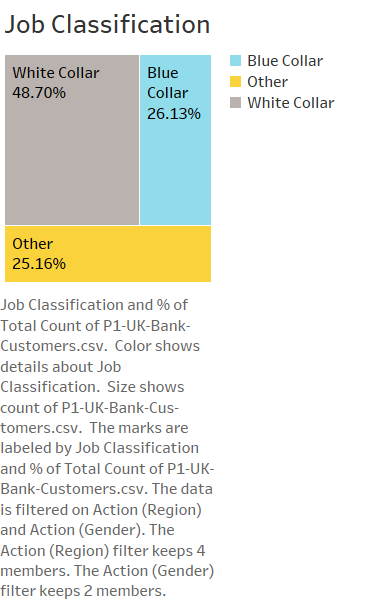 Job Classification
White Collar
48.70%
Blue
Collar
26.13%
Other
25.16%
Blue Collar
Other
White Collar
Job Classification and % of
Total Count of P1-UK-Bank-
Customers.csv.  Color shows
details about Job
Classification.  Size shows
count of P1-UK-Bank-Cus-
tomers.csv.  The marks are
labeled by Job Classification
and % of Total Count of P1-UK-
Bank-Customers.csv. The data
is filtered on Action (Region)
and Action (Gender). The
Action (Region) filter keeps 4
members. The Action (Gender)
filter keeps 2 members.